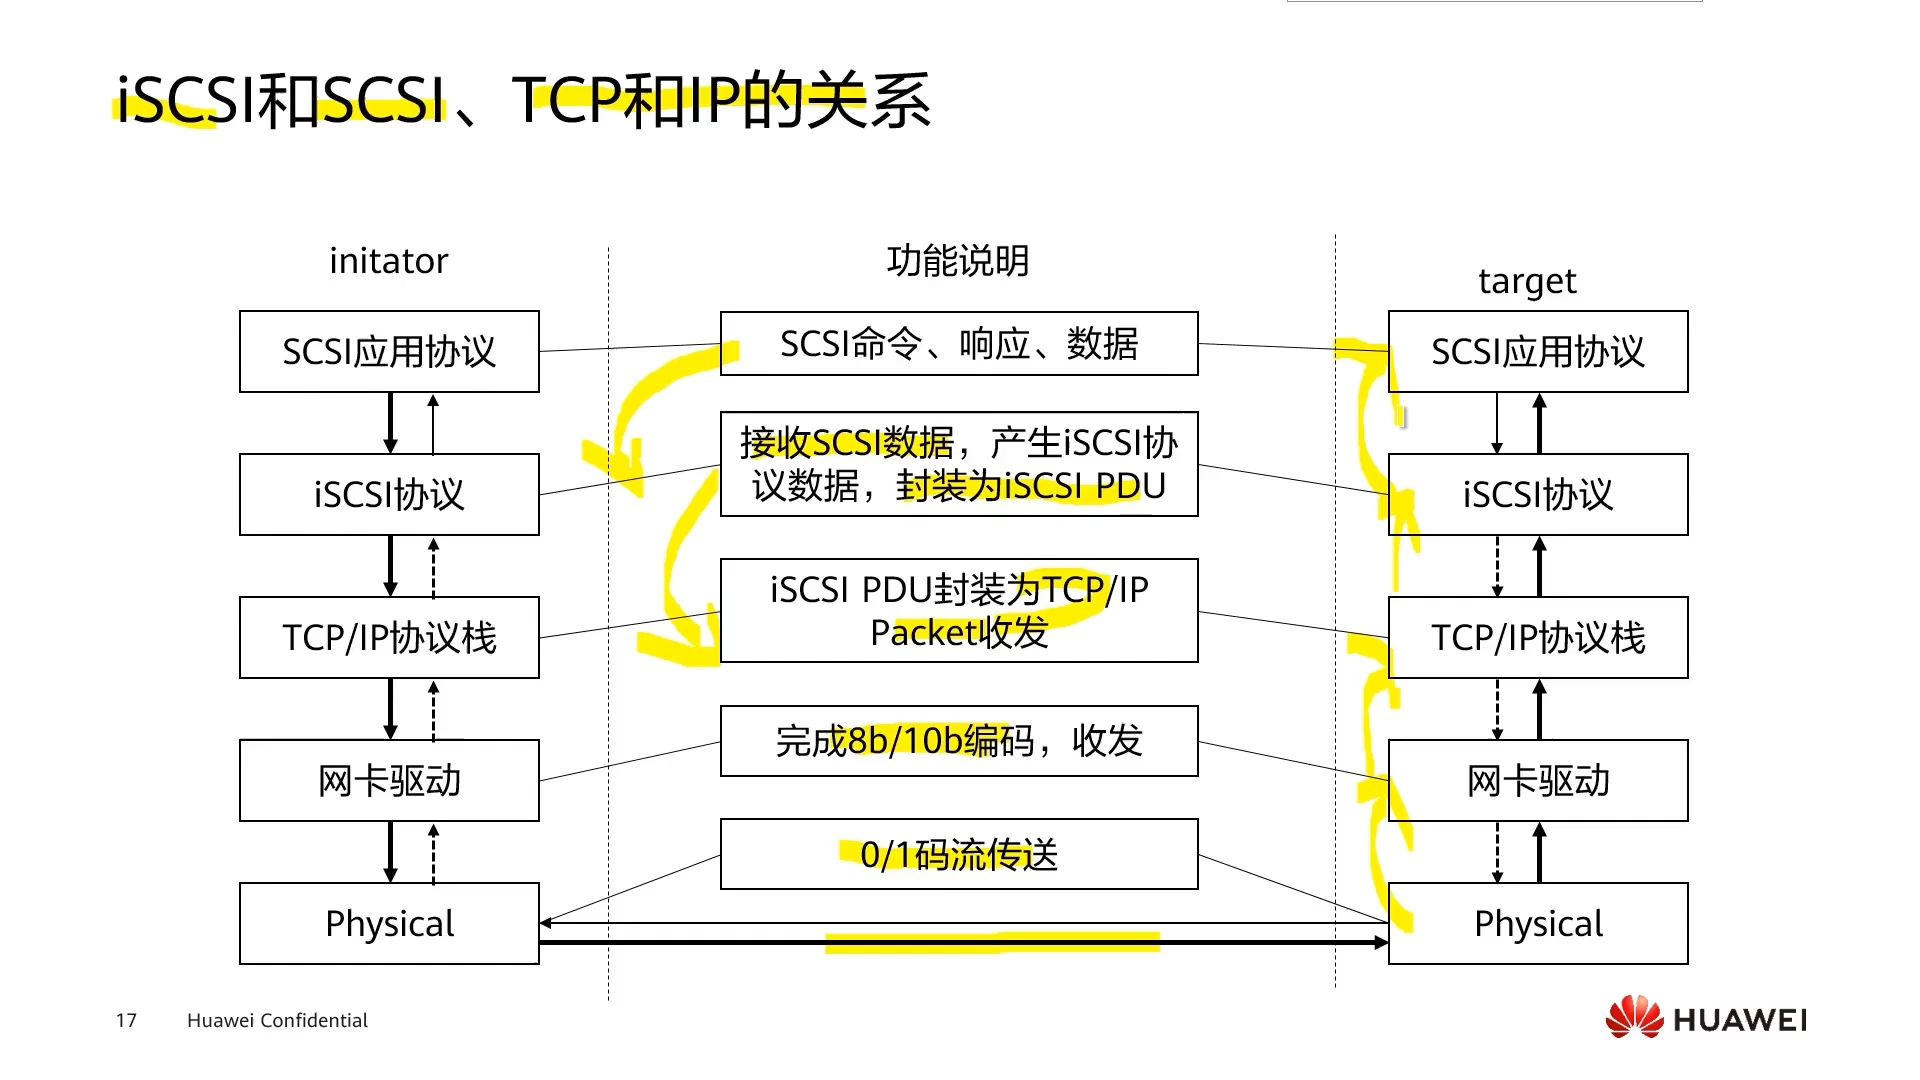 iSCSI和SCSI、TCP和IP的关系
initator
功能说明
target
SCSI应用协议
SCSI命令、响应、数据
SCSI应用协议
iSCSI协议
接收SCSI数据，产生iSCSI协
议数据，封装为iSCSI PDU
iSCSI协议
TCP/IP协议栈
iSCSI PDU封装为TCP/IP
Packet收发
TCP/IP协议栈
网卡驱动
完成8b/10b编码，收发
网卡驱动
0/1码流传送
Physical
Physical
17 Huawei Confidential
HUAWEI